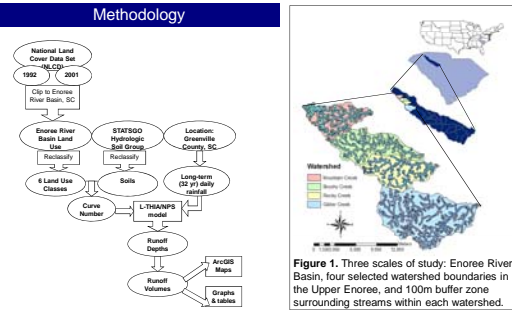 Methodology
National Land
Cover Data Set
(NLCD)
1992
2001
Clip to Enoree
River Basin, SC
Enoree River
Basin Land
Use
STATSGO
Hydrologic
Soil Group
Location:
Greenville
County, SC
Reclassify
Reclassify
6 Land Use
Classes
Soils
Long-term
(32 yr) daily
rainfall
Curve
Number
L-THIA/NPS
model
Runoff
Depths
Runoff
Volumes
ArcGIS
Maps
Graphs
& tables
Watershed
Mountain Creek
Brushy Creek
Rocky Creek
Gilder Creek
Figure 1. Three scales of study: Enoree River
Basin, four selected watershed boundaries in
the Upper Enoree, and 100m buffer zone
surrounding streams within each watershed.